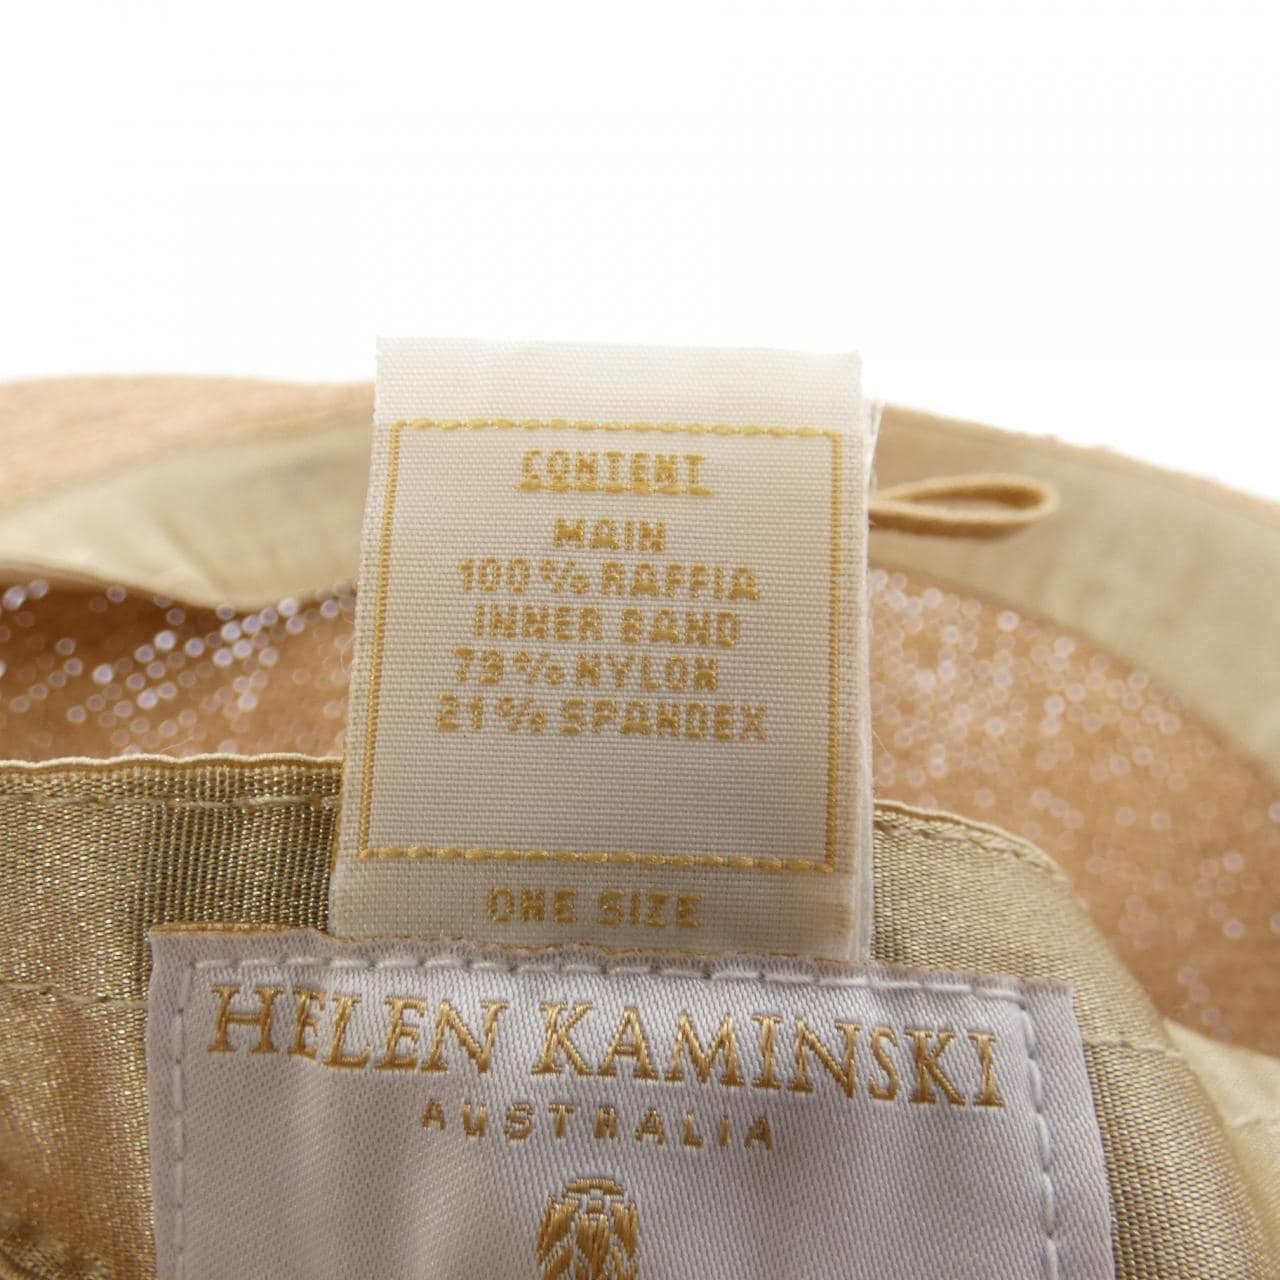 CONTENT
MAIN
100% RAFFIA
INNER BAND
79% NYLON
21% SPANDEX
ONE SIZE
HELEN KAMINSKI
AUSTRALIA